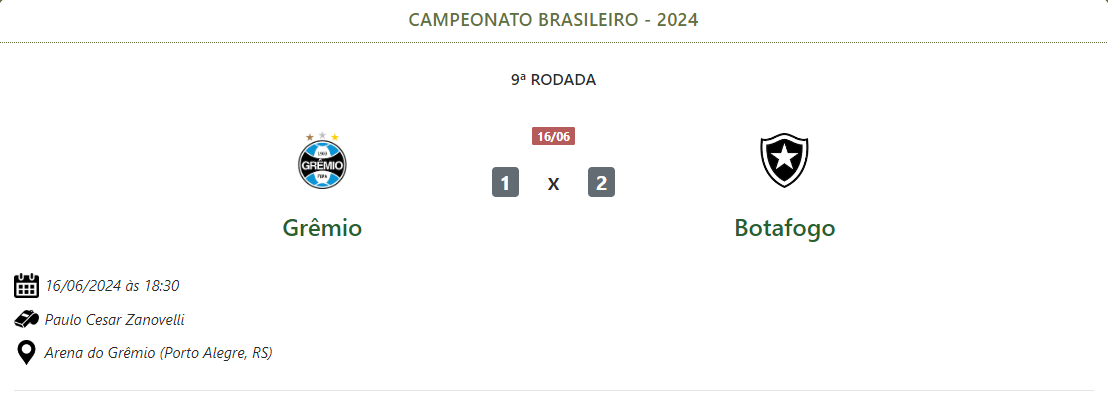 CAMPEONATO BRASILEIRO - 2024
9ª RODADA
16/06
GRÊMIO
1 x 2
Grêmio Botafogo
16/06/2024 às 18:30
Paulo Cesar Zanovelli
Arena do Grêmio (Porto Alegre, RS)